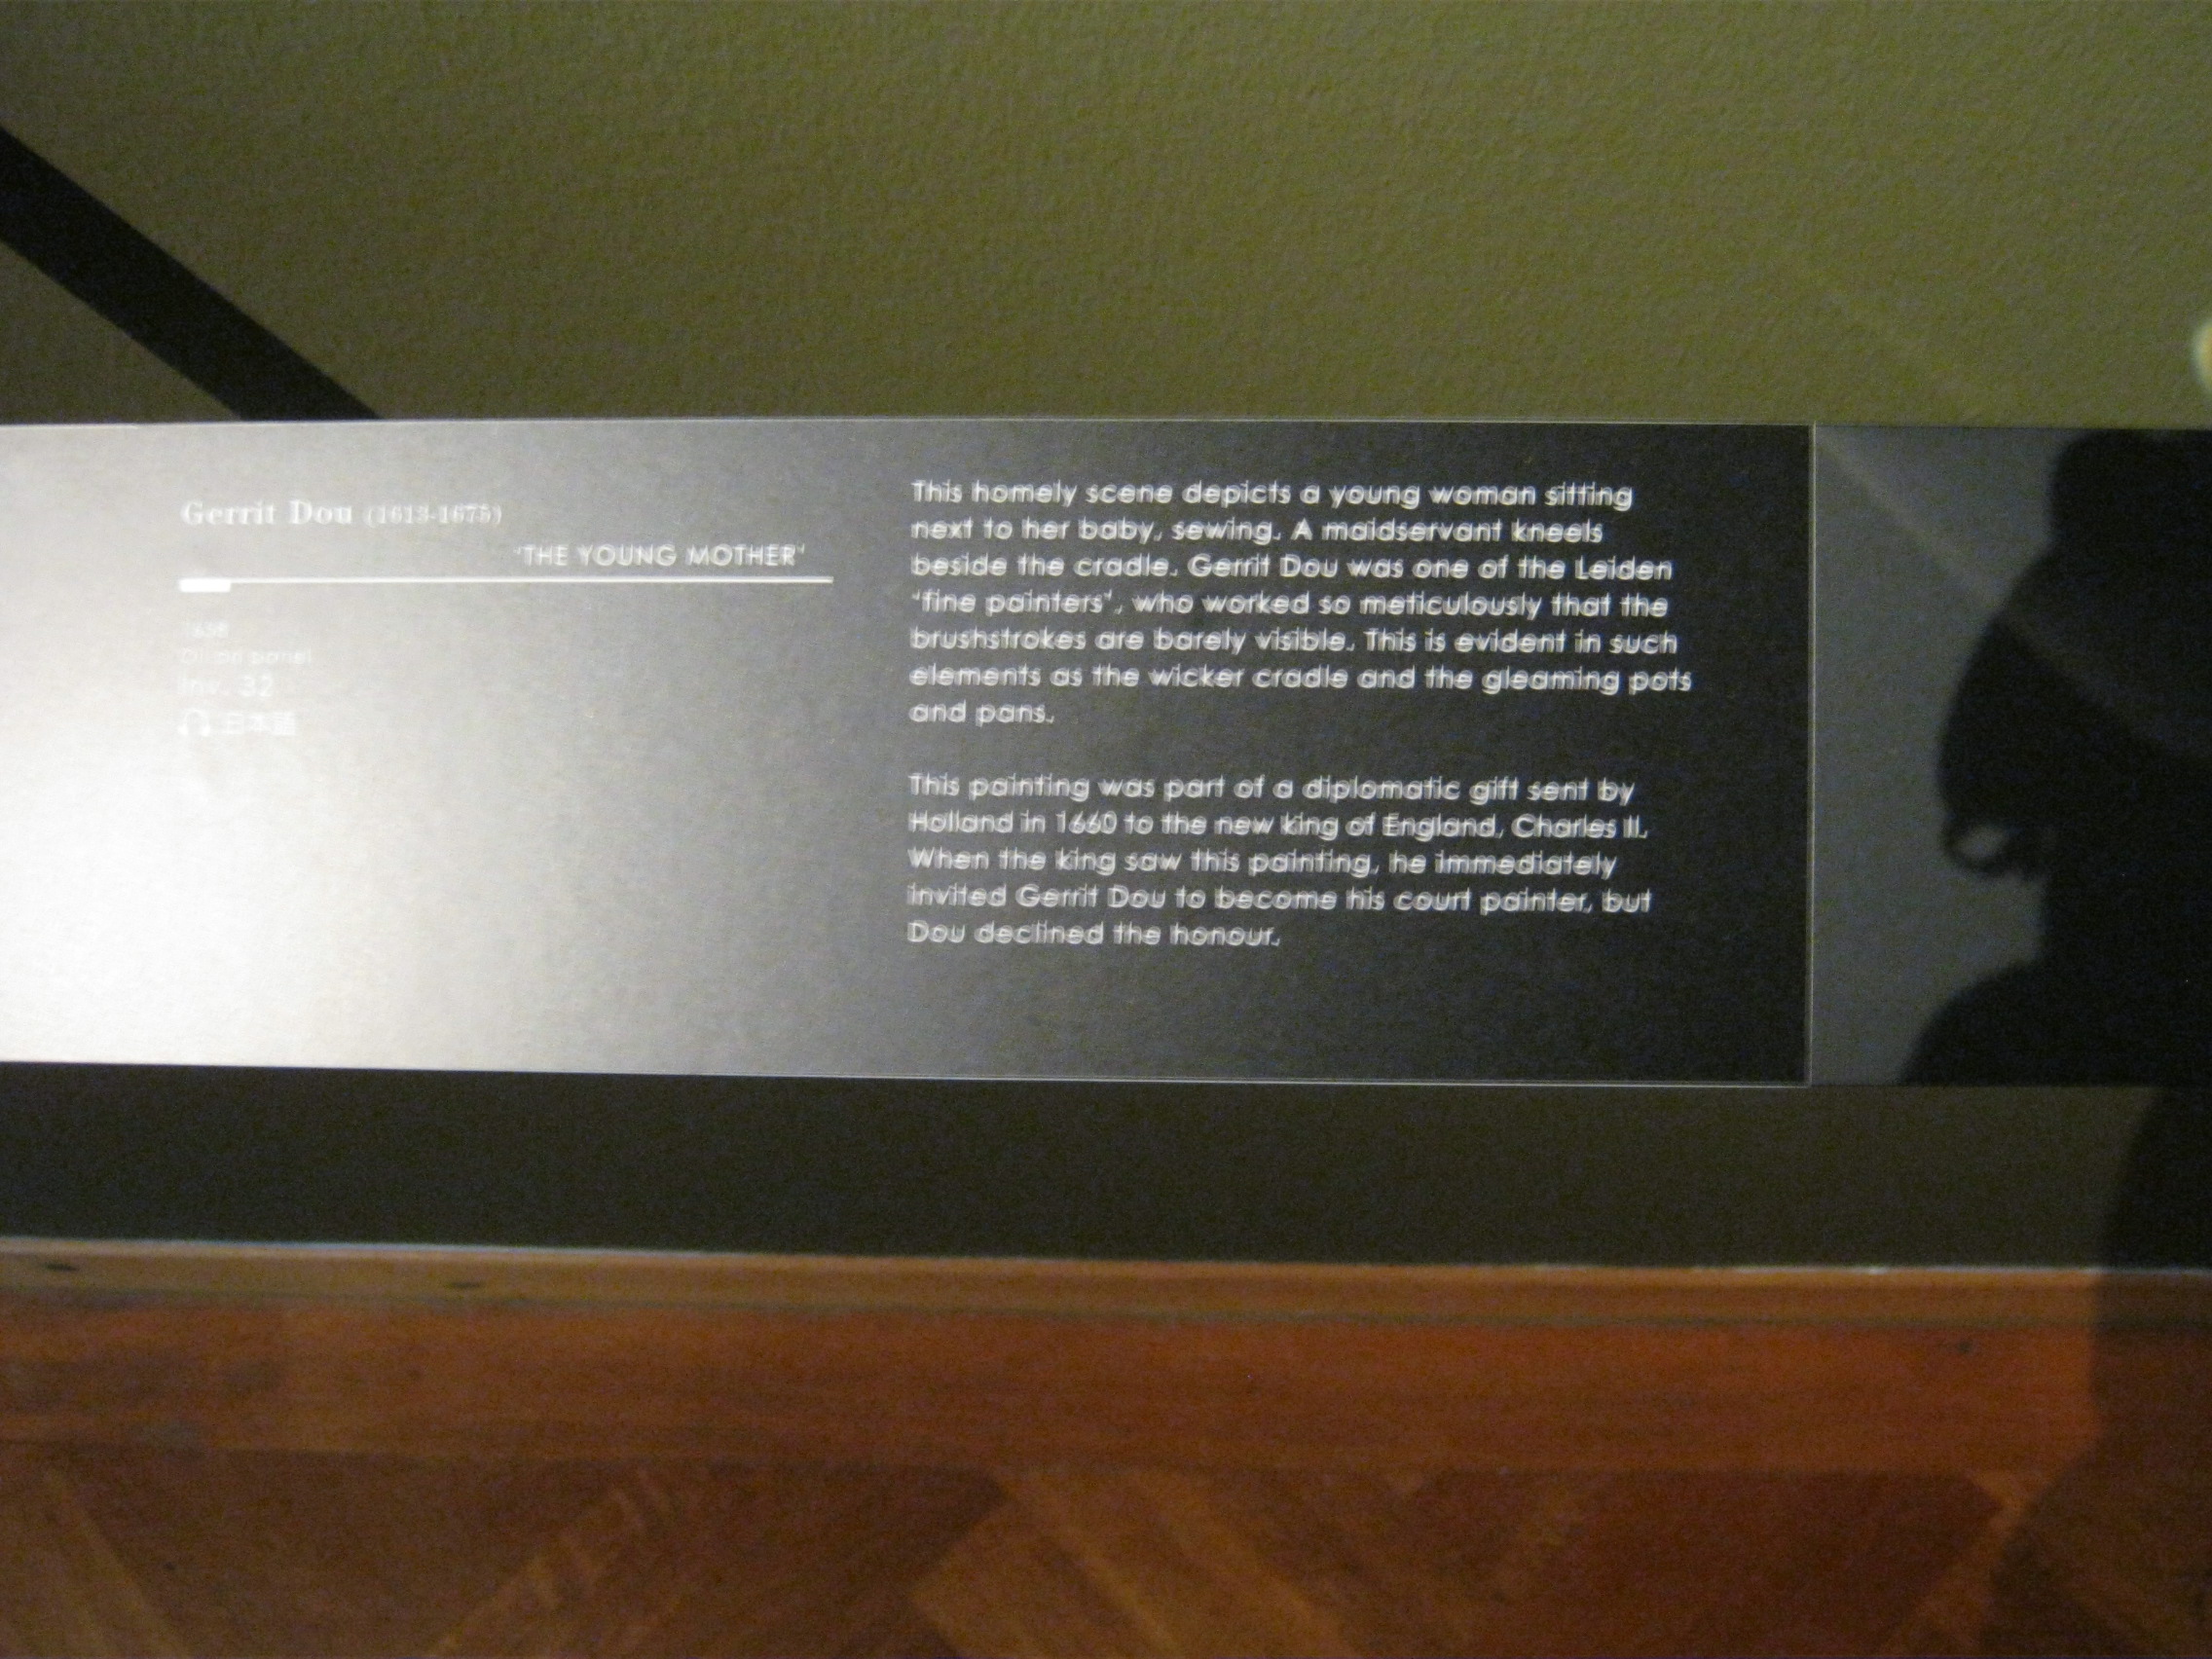 Gerrit Dou (1613-1675)
'THE YOUNG MOTHER'
1658
Oil on panel
Inv. 32
日本語
This homely scene depicts a young woman sitting
next to her baby, sewing. A maidservant kneels
beside the cradle. Gerrit Dou was one of the Leiden
'fine painters', who worked so meticulously that the
brushstrokes are barely visible. This is evident in such
elements as the wicker cradle and the gleaming pots
and pans.
This painting was part of a diplomatic gift sent by
Holland in 1660 to the new king of England, Charles II.
When the king saw this painting, he immediately
invited Gerrit Dou to become his court painter, but
Dou declined the honour.